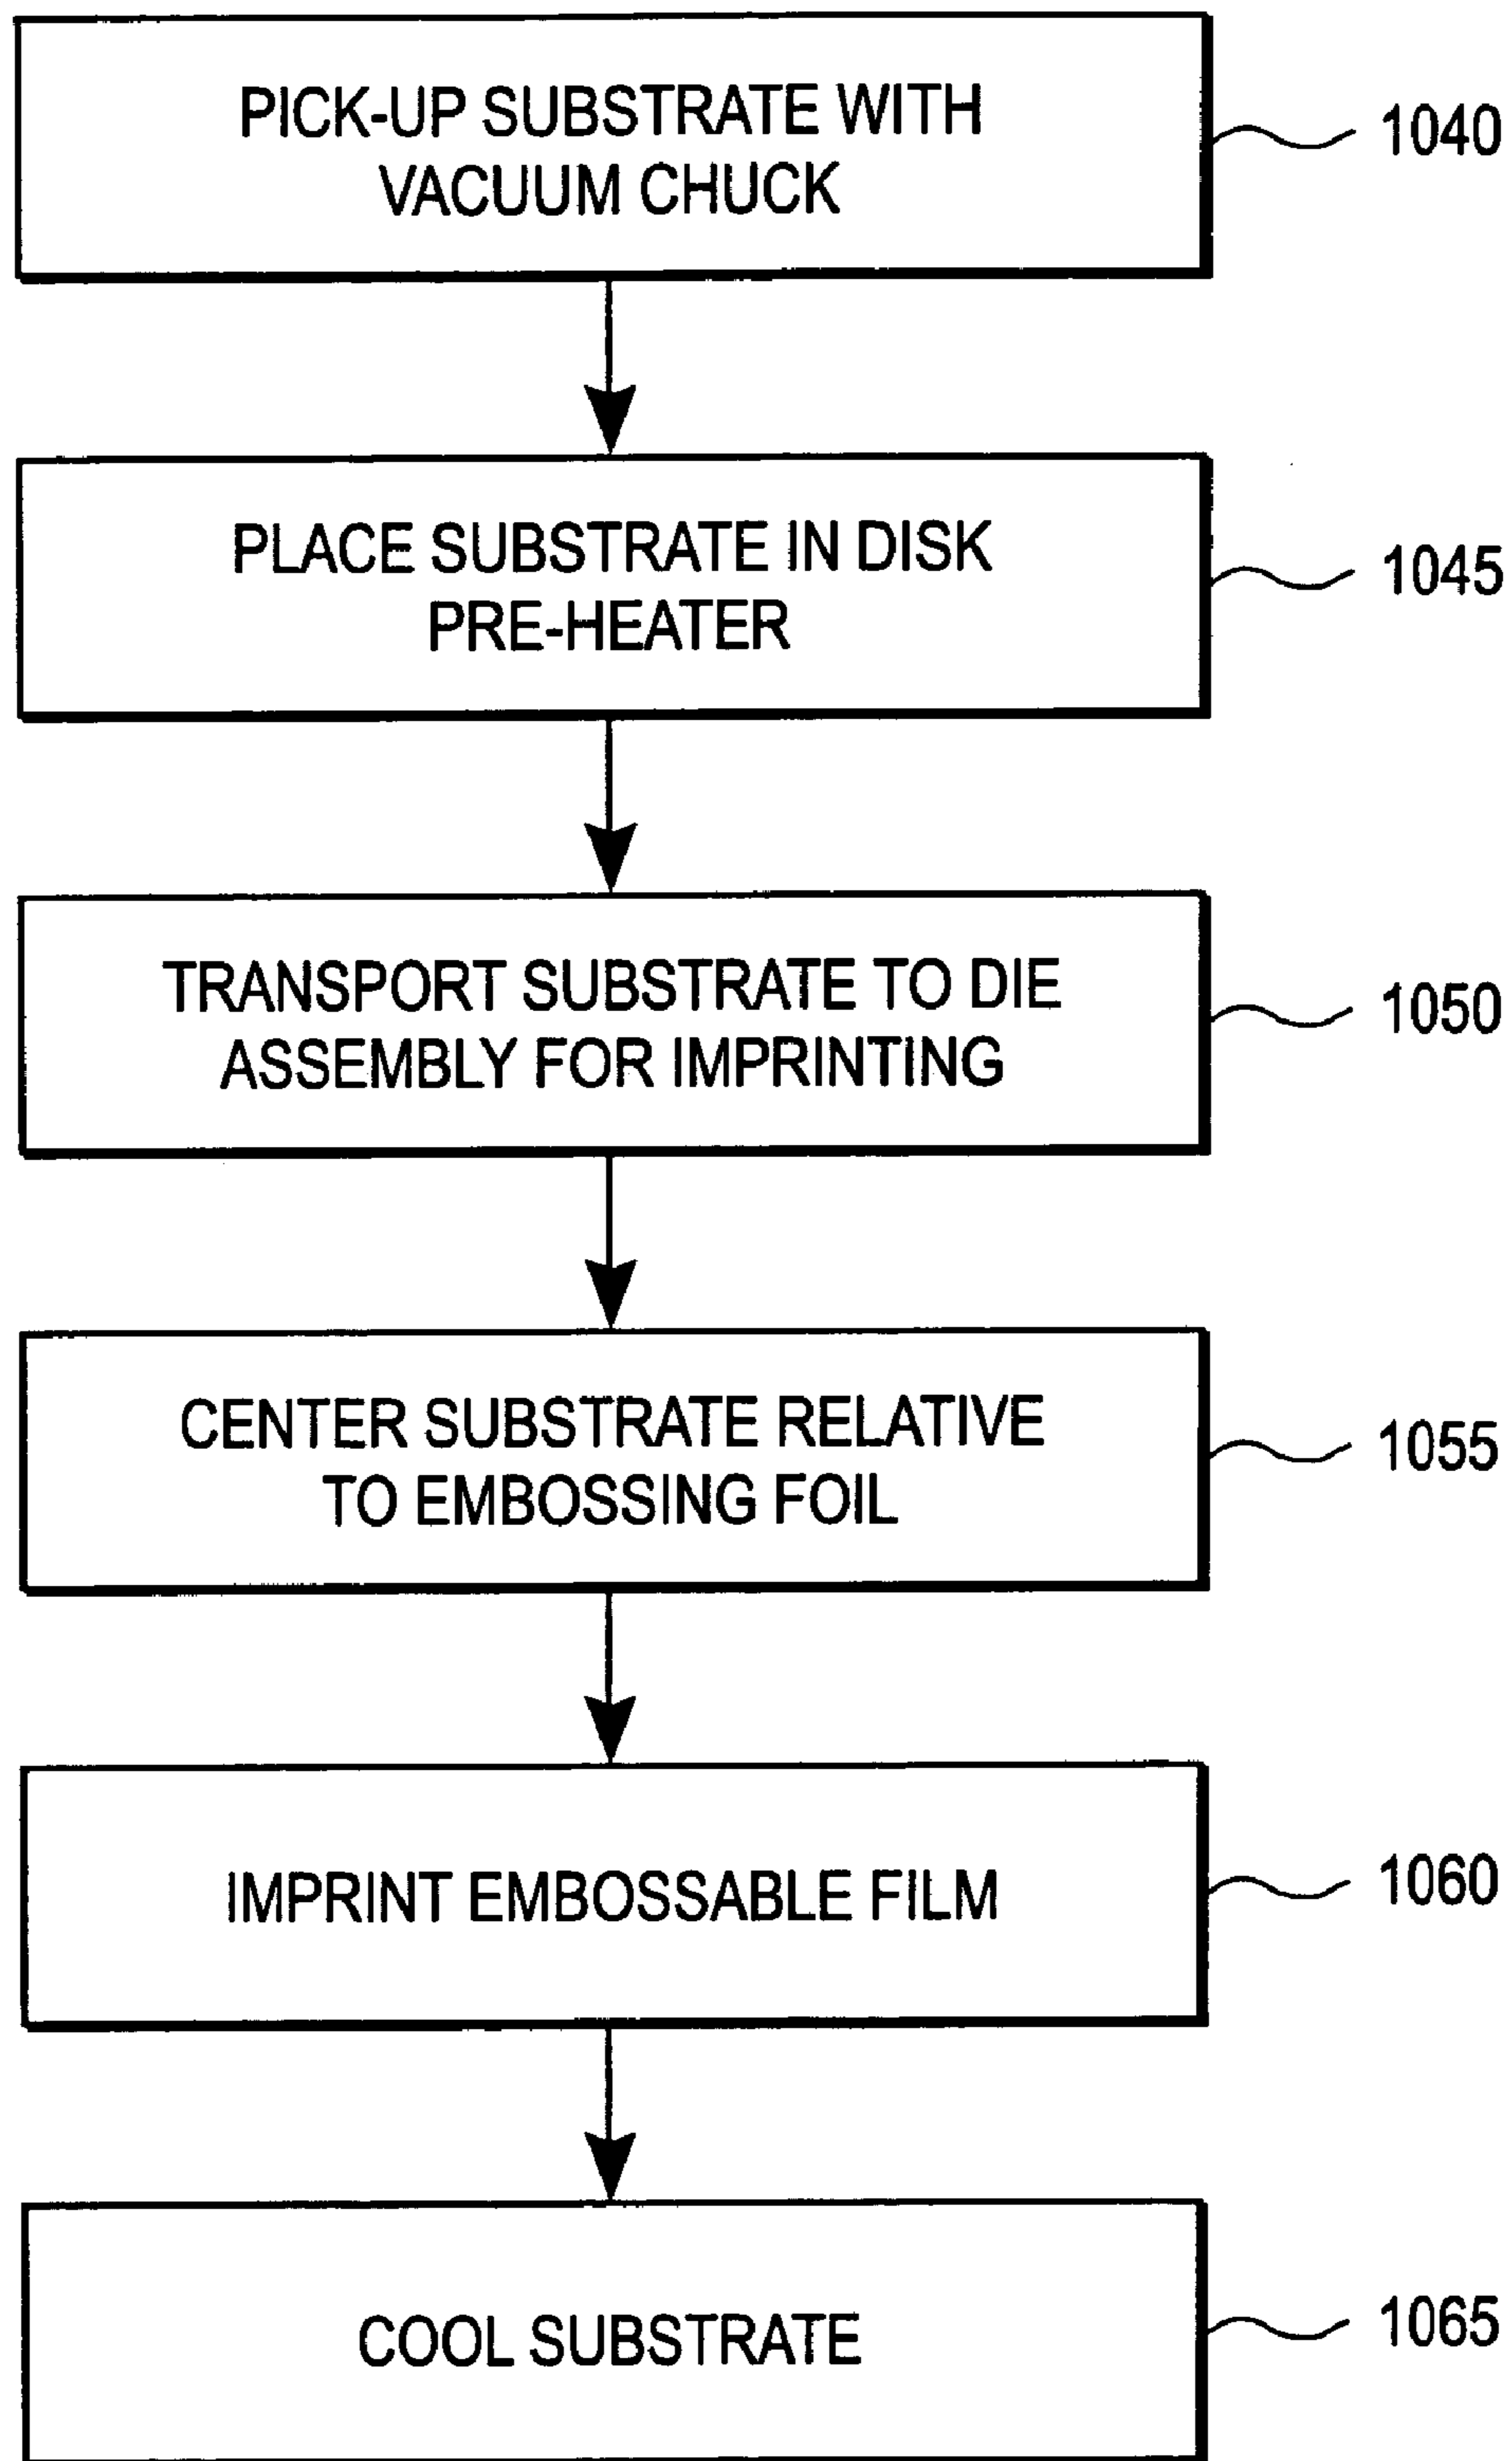 PICK-UP SUBSTRATE WITH
VACUUM CHUCK
1040
PLACE SUBSTRATE IN DISK
PRE-HEATER
1045
TRANSPORT SUBSTRATE TO DIE
ASSEMBLY FOR IMPRINTING
1050
CENTER SUBSTRATE RELATIVE
TO EMBOSSING FOIL
1055
IMPRINT EMBOSSABLE FILM
1060
COOL SUBSTRATE
1065